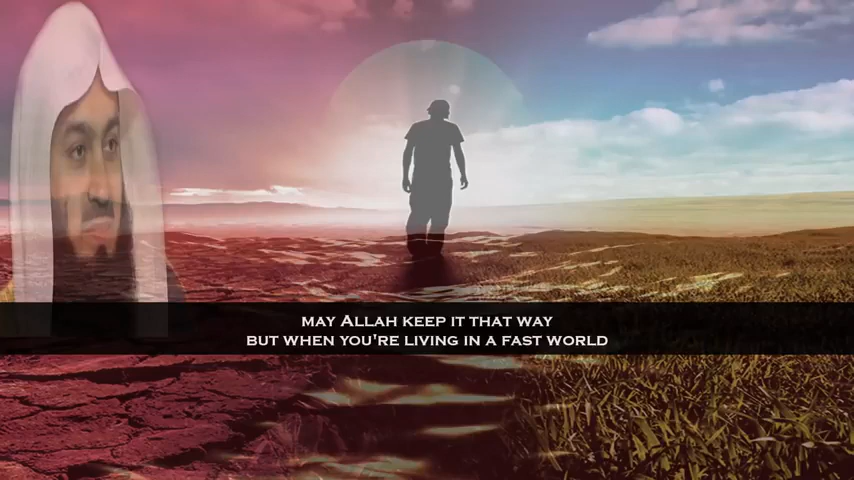 MAY ALLAH KEEP IT THAT WAY
BUT WHEN YOU'RE LIVING IN A FAST WORLD